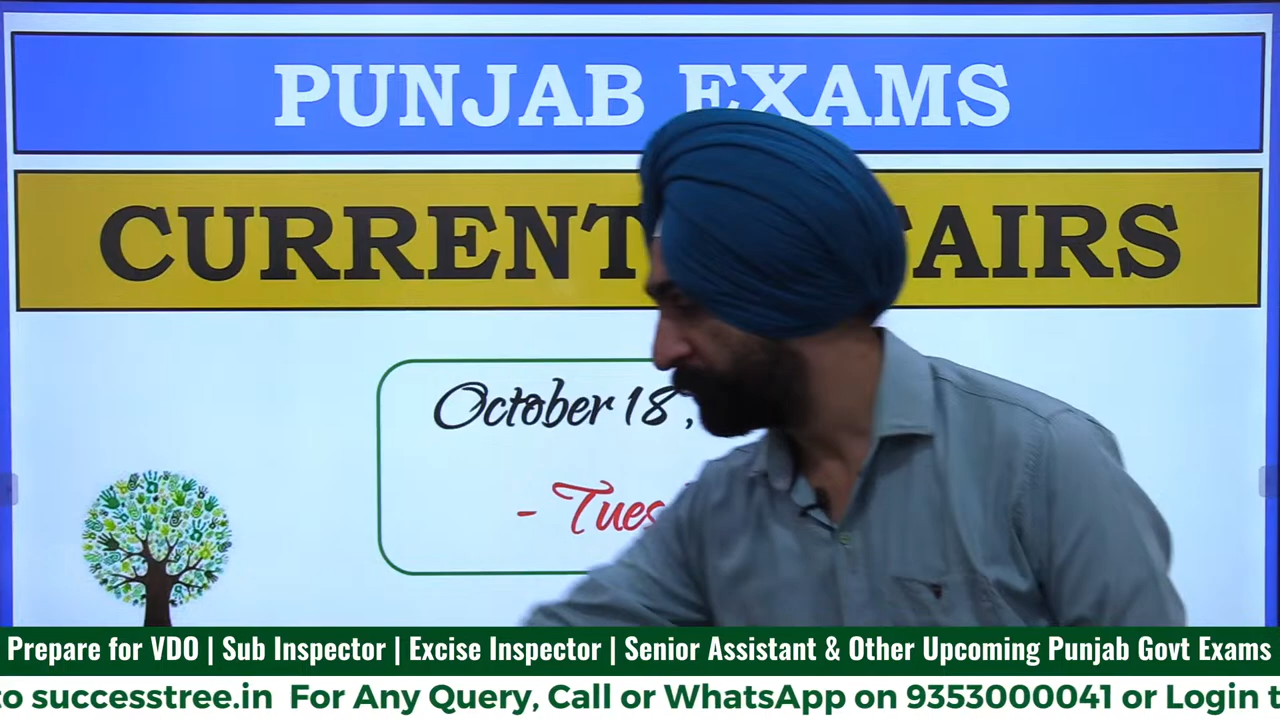 PUNJAB EXAMS
CURRENT
October 18,
- Tues
Prepare for VDO | Sub Inspector | Excise Inspector | Senior Assistant & Other Upcoming Punjab Govt Exams
to successtree.in For Any Query, Call or WhatsApp on 9353000041 or Login t